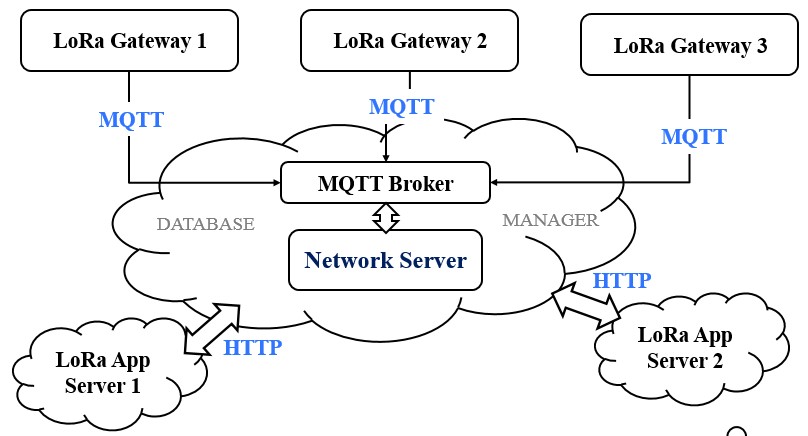 LoRa Gateway 1
LoRa Gateway 2
LoRa Gateway 3
MQTT
MQTT
MQTT
MQTT Broker
DATABASE
MANAGER
Network Server
HTTP
HTTP
LoRa App
Server 1
LoRa App
Server 2